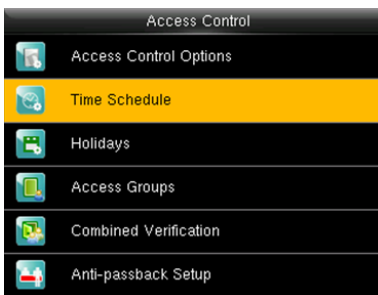 Access Control
Access Control Options
Time Schedule
Holidays
Access Groups
Combined Verification
Anti-passback Setup